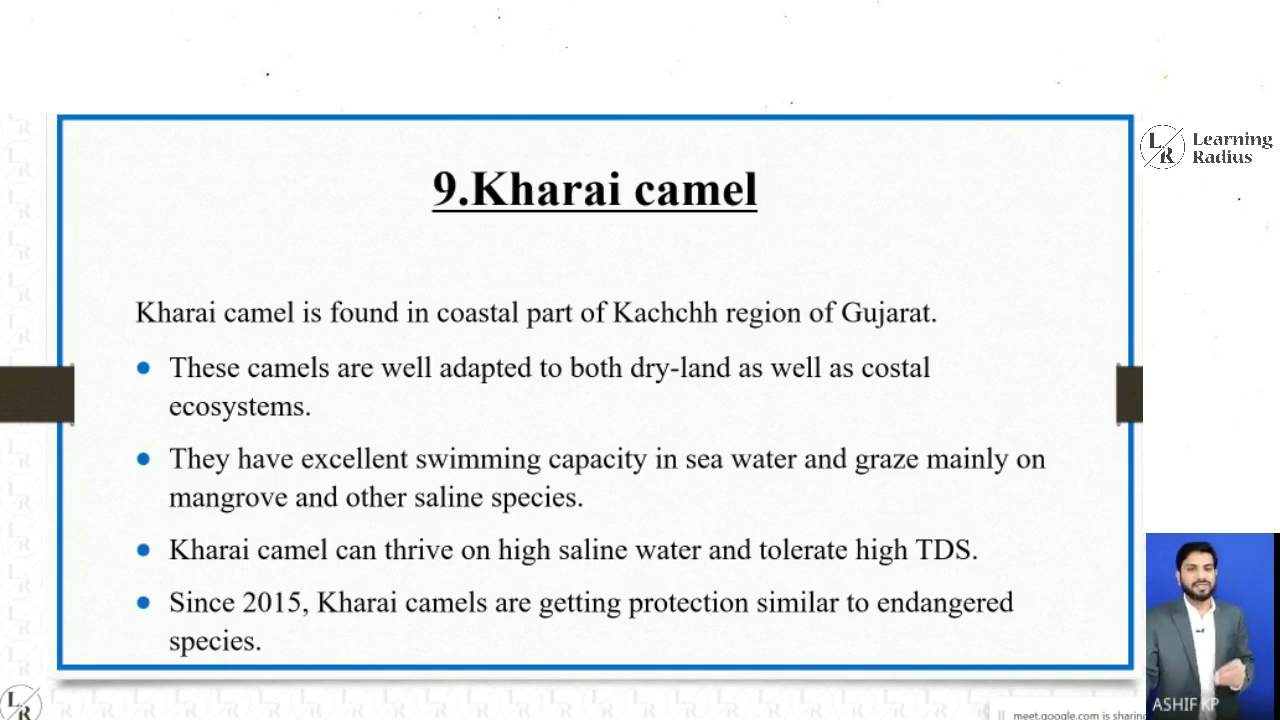 9.Kharai camel
Kharai camel is found in coastal part of Kachchh region of Gujarat.
These camels are well adapted to both dry-land as well as costal
ecosystems.
They have excellent swimming capacity in sea water and graze mainly on
mangrove and other saline species.
Kharai camel can thrive on high saline water and tolerate high TDS.
Since 2015, Kharai camels are getting protection similar to endangered
species.
L R Learning
Radius
ASHIF KP
L R
|| meet.google.com is sharing